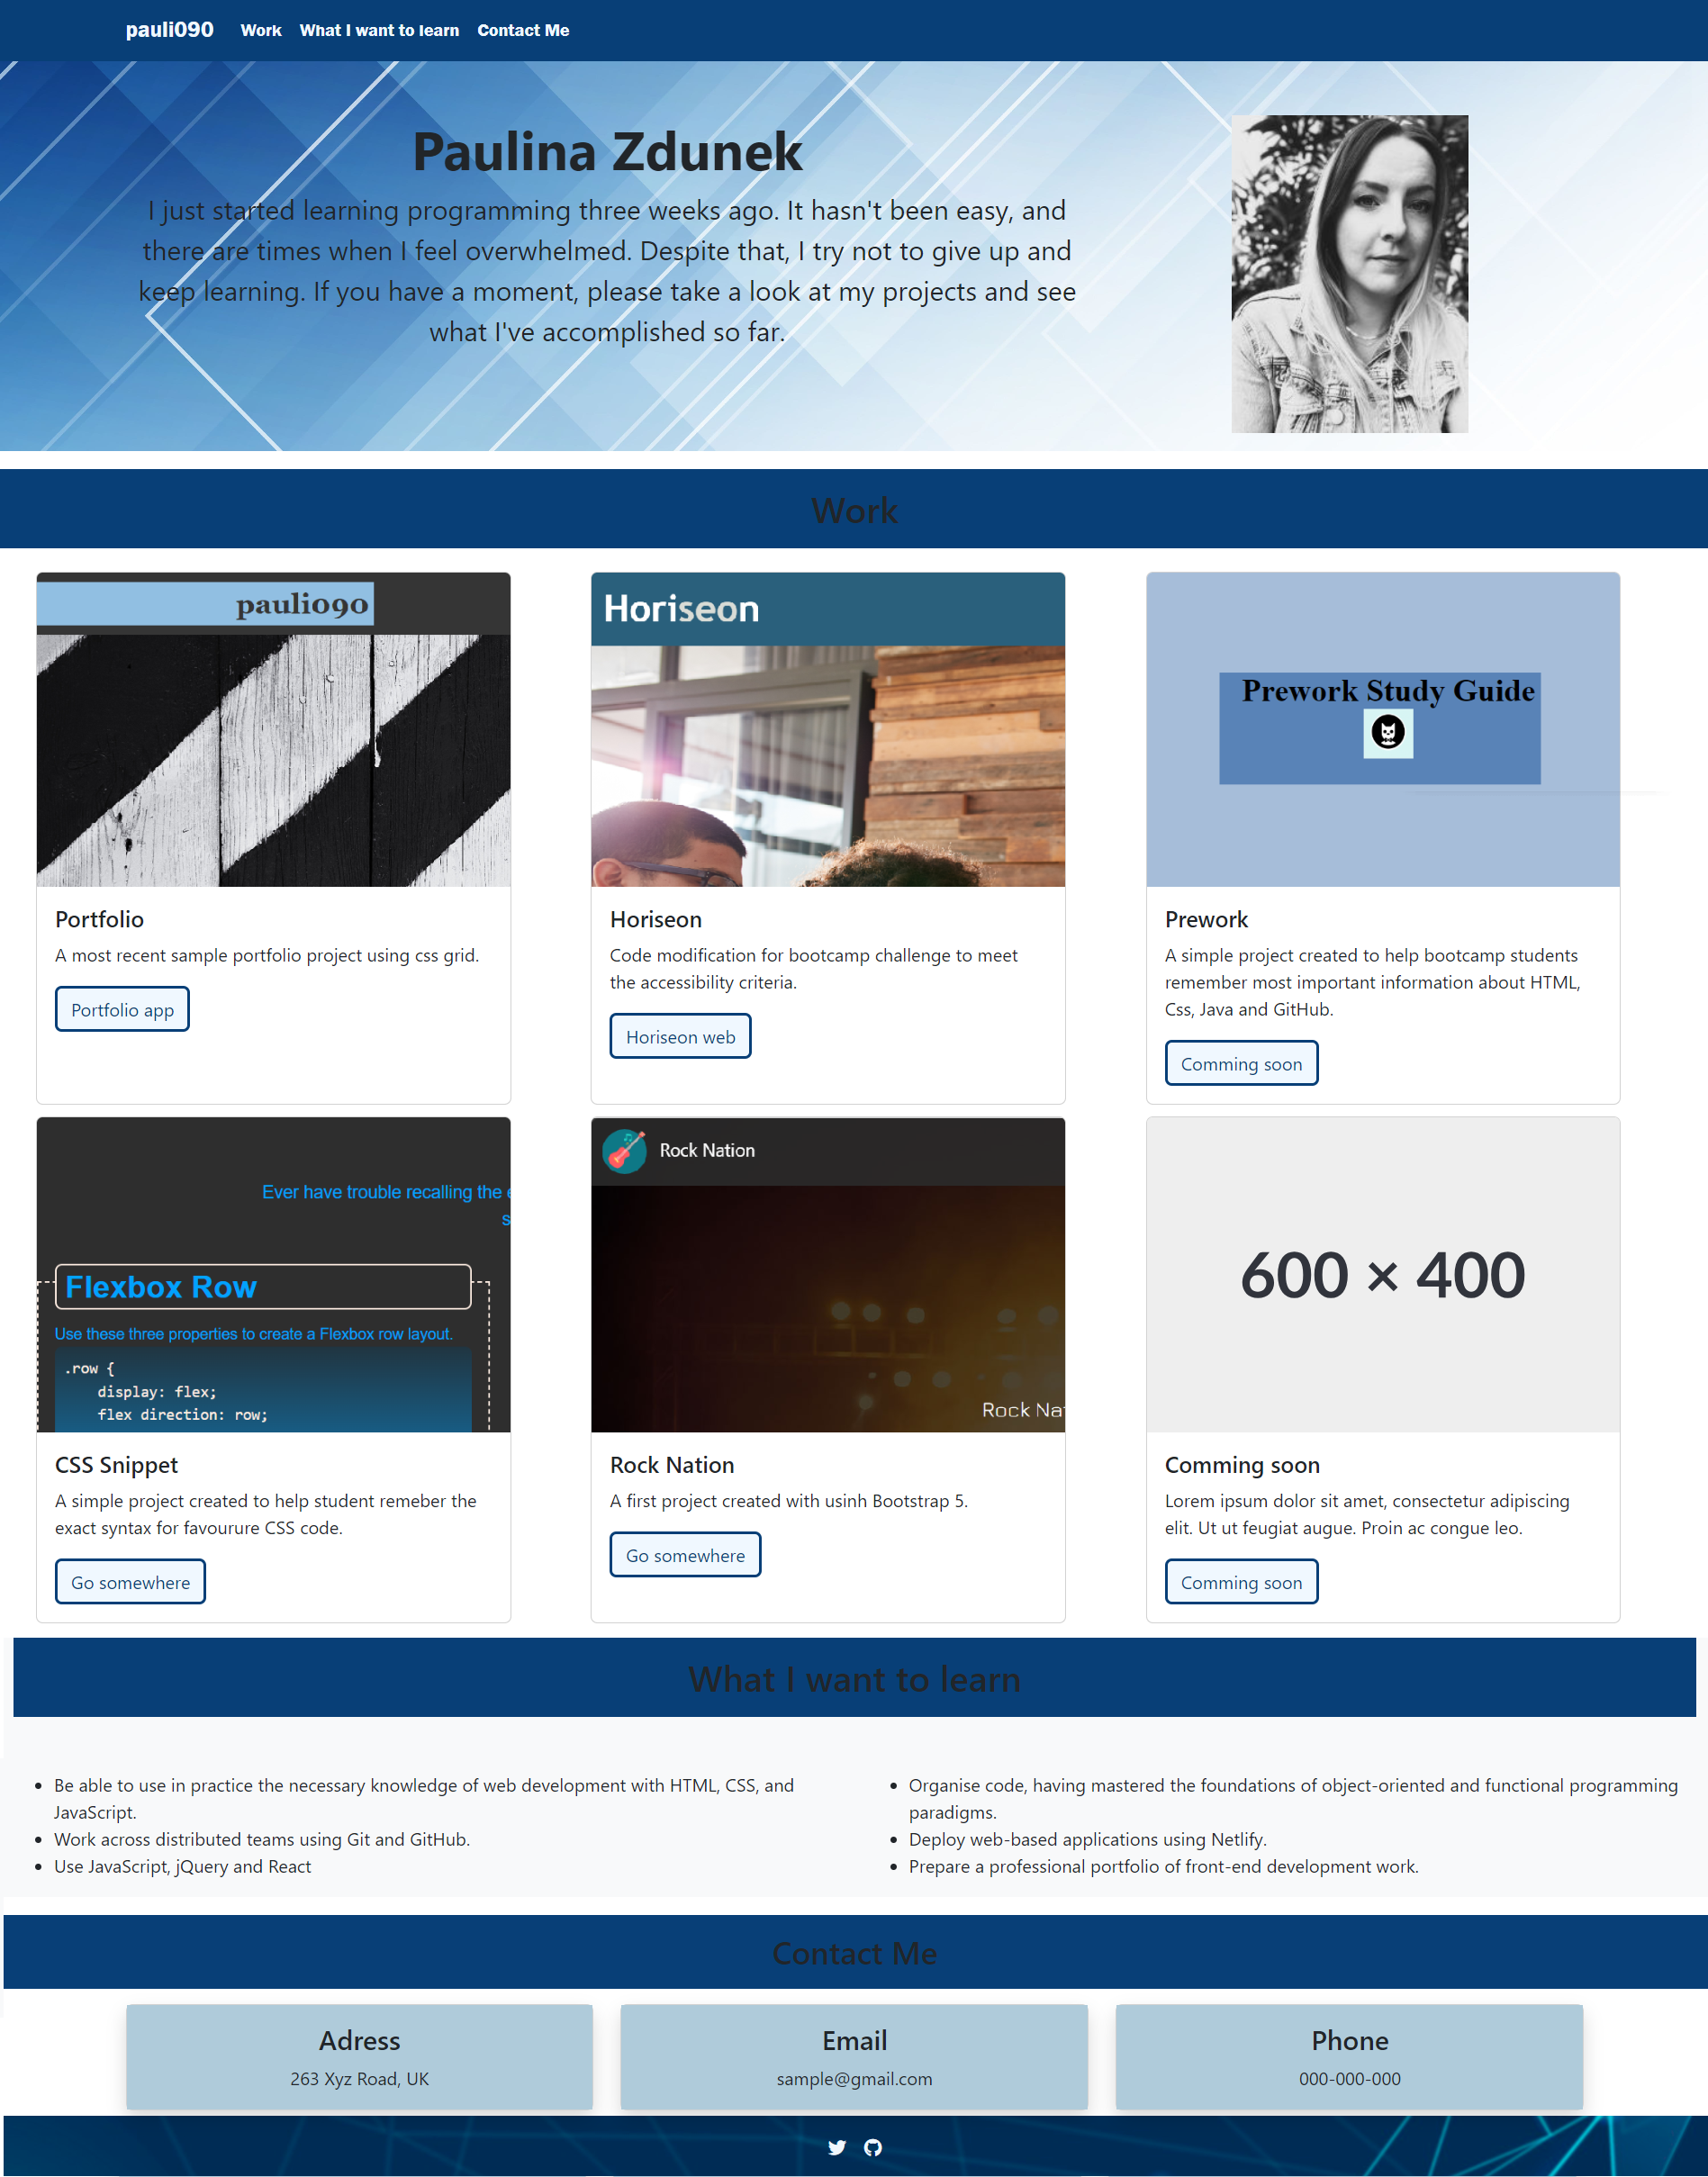 pauli090 Work What I want to learn Contact Me
Paulina Zdunek
I just started learning programming three weeks ago. It hasn't been easy, and
there are times when I feel overwhelmed. Despite that, I try not to give up and
keep learning. If you have a moment, please take a look at my projects and see
what I've accomplished so far.
Work
pauli090
Portfolio
A most recent sample portfolio project using css grid.
Portfolio app
Horiseon
Horiseon
Code modification for bootcamp challenge to meet
the accessibility criteria.
Horiseon web
Prework Study Guide
Prework
A simple project created to help bootcamp students
remember most important information about HTML,
Css, Java and GitHub.
Comming soon
Ever have trouble recalling the e
s
Flexbox Row
Use these three properties to create a Flexbox row layout.
.row {
display: flex;
flex direction: row;
CSS Snippet
A simple project created to help student remeber the
exact syntax for favourure CSS code.
Go somewhere
Rock Nation
Rock Nat
Rock Nation
A first project created with usinh Bootstrap 5.
Go somewhere
600 × 400
Comming soon
Lorem ipsum dolor sit amet, consectetur adipiscing
elit. Ut ut feugiat augue. Proin ac congue leo.
Comming soon
What I want to learn
• Be able to use in practice the necessary knowledge of web development with HTML, CSS, and
JavaScript.
• Work across distributed teams using Git and GitHub.
• Use JavaScript, jQuery and React
• Organise code, having mastered the foundations of object-oriented and functional programming
paradigms.
• Deploy web-based applications using Netlify.
• Prepare a professional portfolio of front-end development work.
Contact Me
Adress
263 Xyz Road, UK
Email
sample@gmail.com
Phone
000-000-000